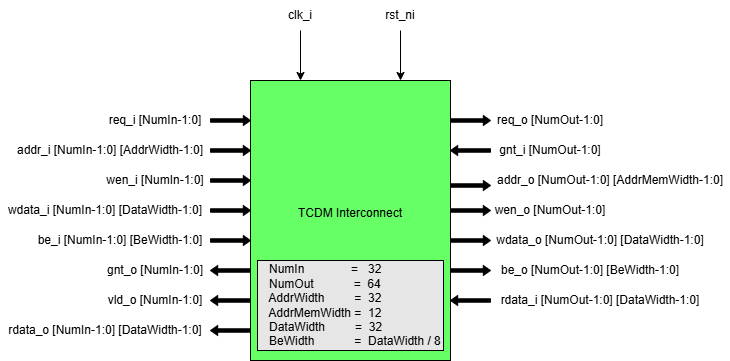 clk_i
rst_ni
req_i [NumIn-1:0]
addr_i [NumIn-1:0] [AddrWidth-1:0]
wen_i [NumIn-1:0]
wdata_i [NumIn-1:0] [DataWidth-1:0]
be_i [NumIn-1:0] [BeWidth-1:0]
gnt_o [NumIn-1:0]
vld_o [NumIn-1:0]
rdata_o [NumIn-1:0] [DataWidth-1:0]
TCDM Interconnect
NumIn = 32
NumOut = 64
AddrWidth = 32
AddrMemWidth = 12
DataWidth = 32
BeWidth = DataWidth / 8
req_o [NumOut-1:0]
gnt_i [NumOut-1:0]
addr_o [NumOut-1:0] [AddrMemWidth-1:0]
wen_o [NumOut-1:0]
wdata_o [NumOut-1:0] [DataWidth-1:0]
be_o [NumOut-1:0] [BeWidth-1:0]
rdata_i [NumOut-1:0] [DataWidth-1:0]